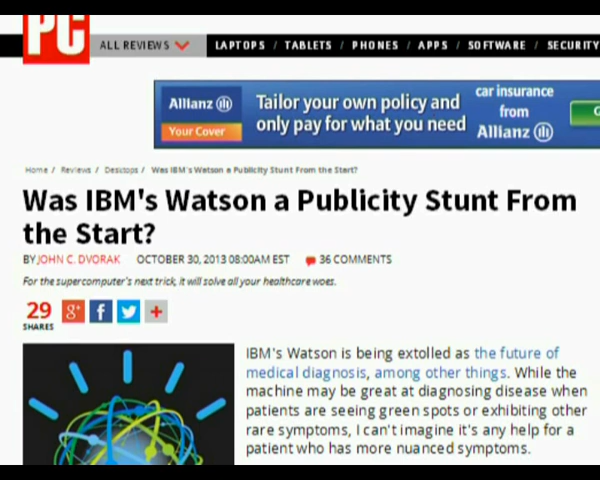 PC
ALL REVIEWS
LAPTOPS / TABLETS / PHONES / APPS / SOFTWARE / SECURITY
Allianz
Your Cover
Tailor your own policy and
only pay for what you need
car insurance
from
Allianz
Home / Reviews / Desktops / Was IBM's Watson a Publicity Stunt From the Start?
Was IBM's Watson a Publicity Stunt From
the Start?
BY JOHN C. DVORAK OCTOBER 30, 2013 08:00AM EST 36 COMMENTS
For the supercomputer's next trick, it will solve all your healthcare woes.
29
SHARES
g+ f +
IBM's Watson is being extolled as the future of
medical diagnosis, among other things. While the
machine may be great at diagnosing disease when
patients are seeing green spots or exhibiting other
rare symptoms, I can't imagine it's any help for a
patient who has more nuanced symptoms.